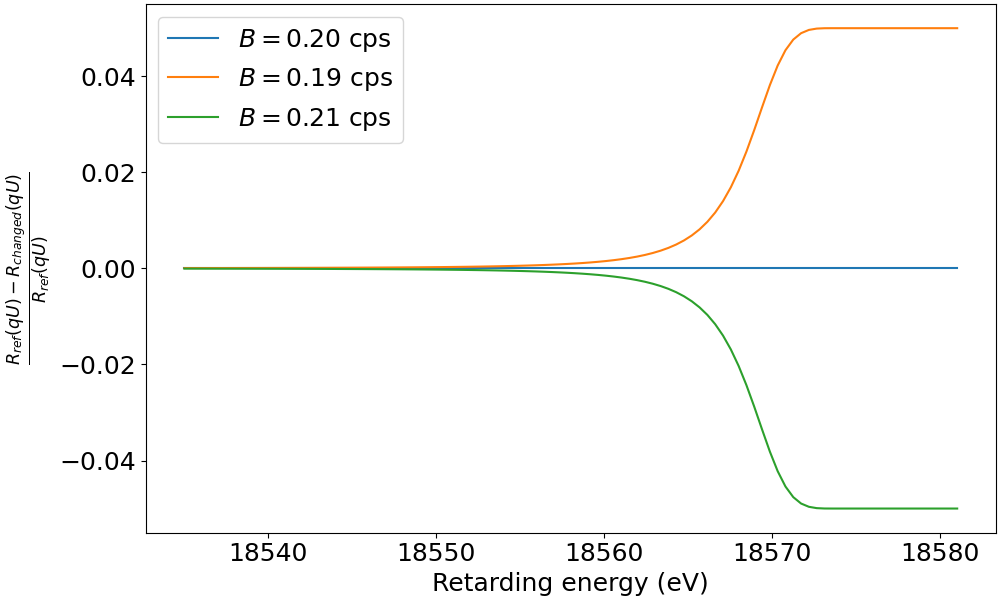 B = 0.20 cps
B = 0.19 cps
B = 0.21 cps
0.04
0.02
0.00
−0.02
−0.04
R_ref(qU) − R_changed(qU)
R_ref(qU)
18540 18550 18560 18570 18580
Retarding energy (eV)